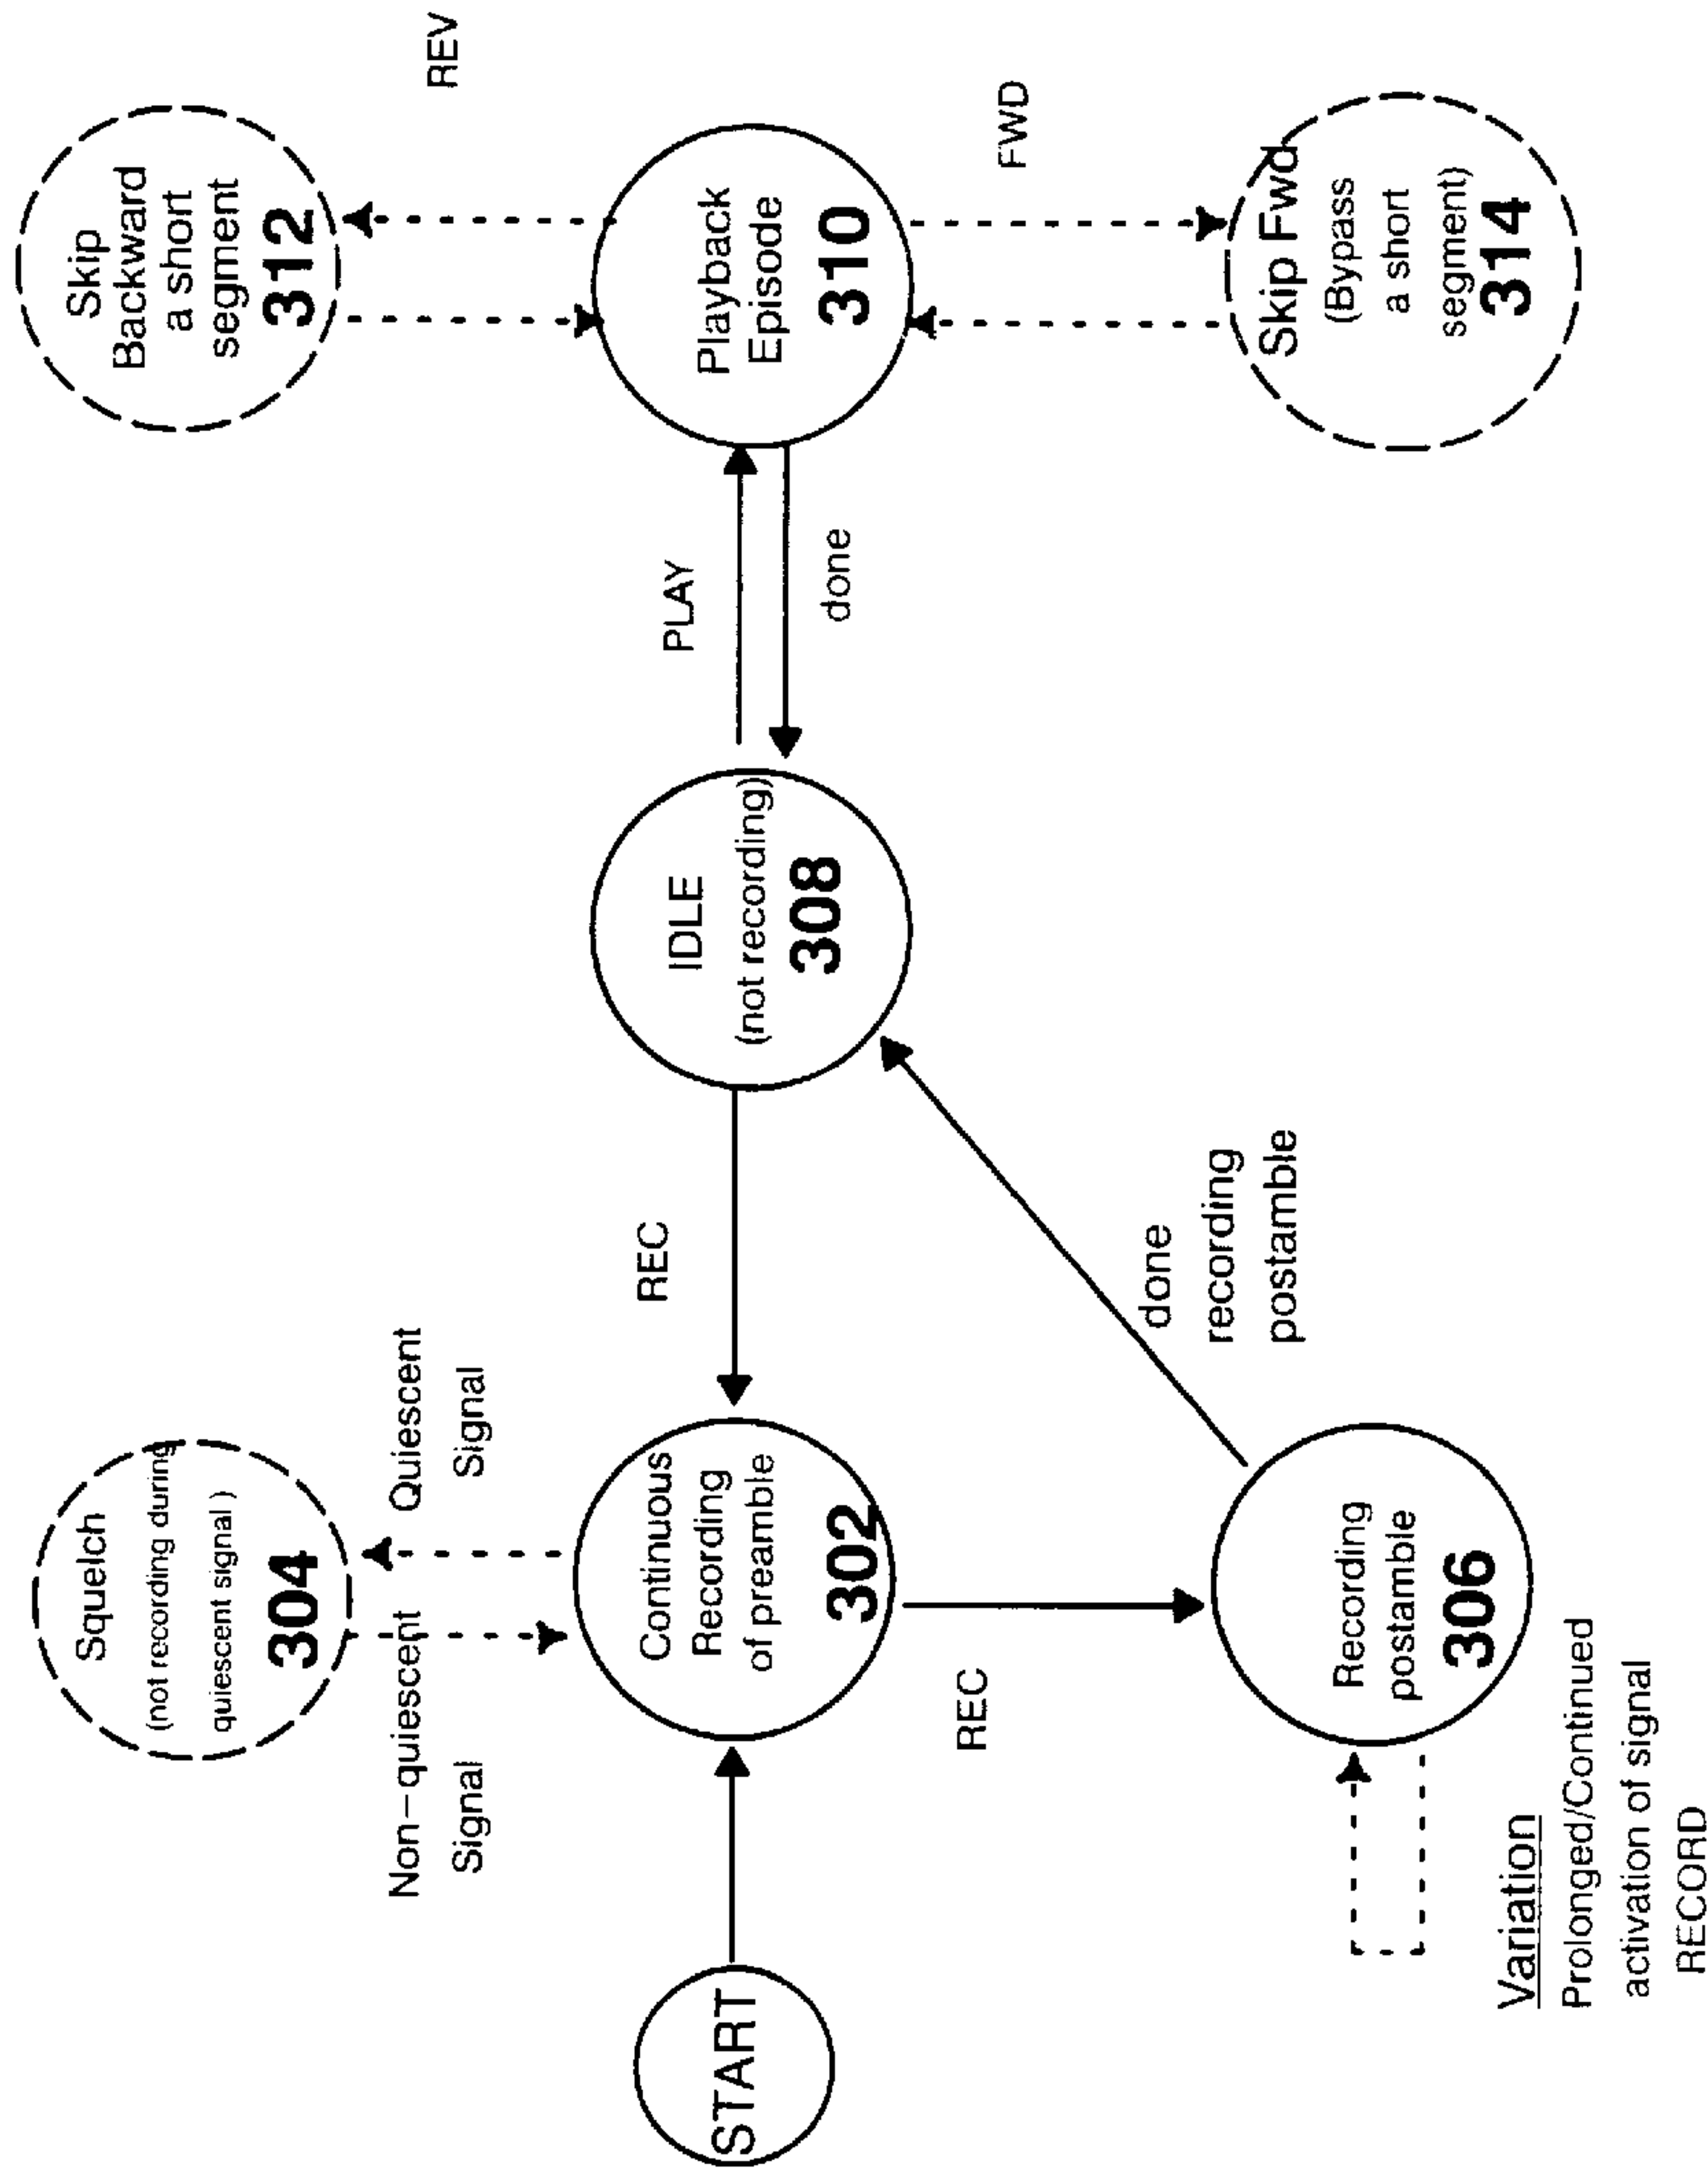 START
Squelch
(not recording during
quiescent signal )
304
Non-quiescent
Signal
Quiescent
Signal
Continuous
Recording
of preamble
302
REC
REC
Recording
postamble
306
Variation
Prolonged/Continued
activation of signal
RECORD
done
recording
postamble
IDLE
(not recording)
308
PLAY
done
Skip
Backward
a short
segment
312
REV
Playback
Episode
310
FWD
Skip Fwd
(Bypass
a short
segment)
314